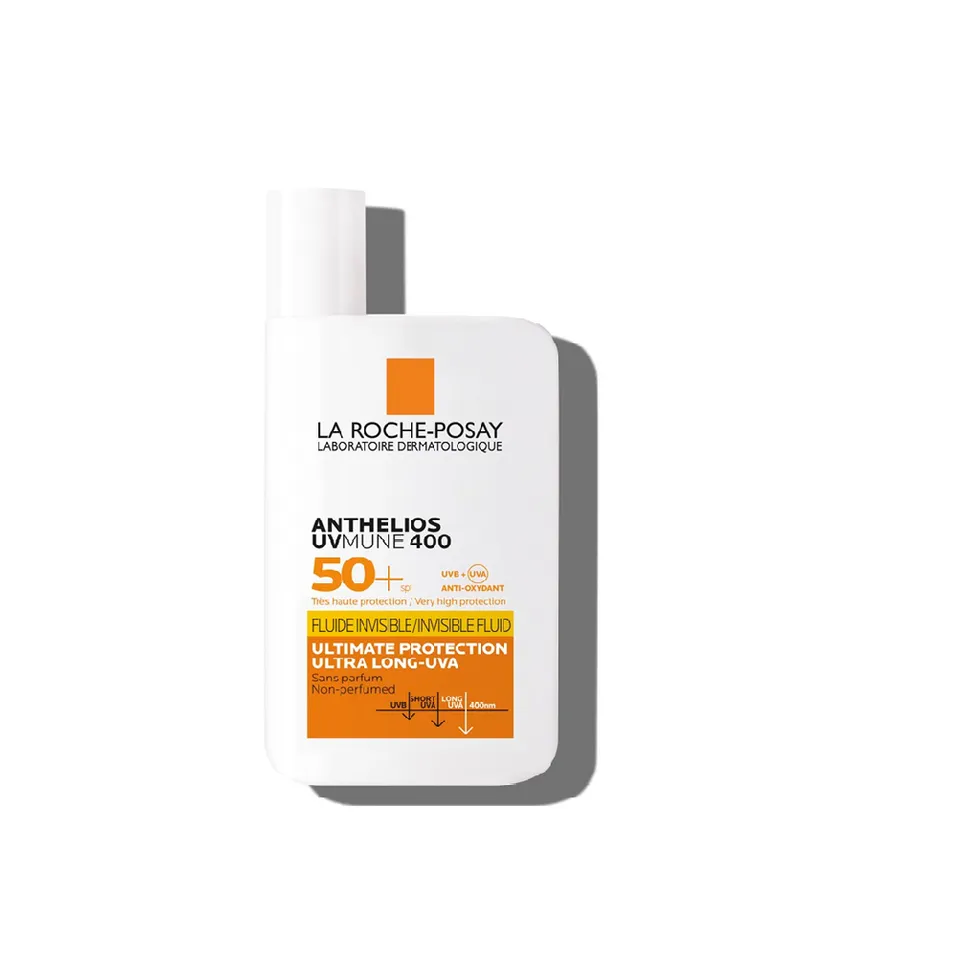 LA ROCHE-POSAY
LABORATOIRE DERMATOLOGIQUE
ANTHELIOS
UVMUNE 400
50+ SP
UVB + UVA
ANTI-OXYDANT
Très haute protection / Very high protection
FLUIDE INVISIBLE/INVISIBLE FLUID
ULTIMATE PROTECTION
ULTRA LONG-UVA
Sans parfum
Non-perfumed
UVB
SHORT UVA
LONG UVA
400nm